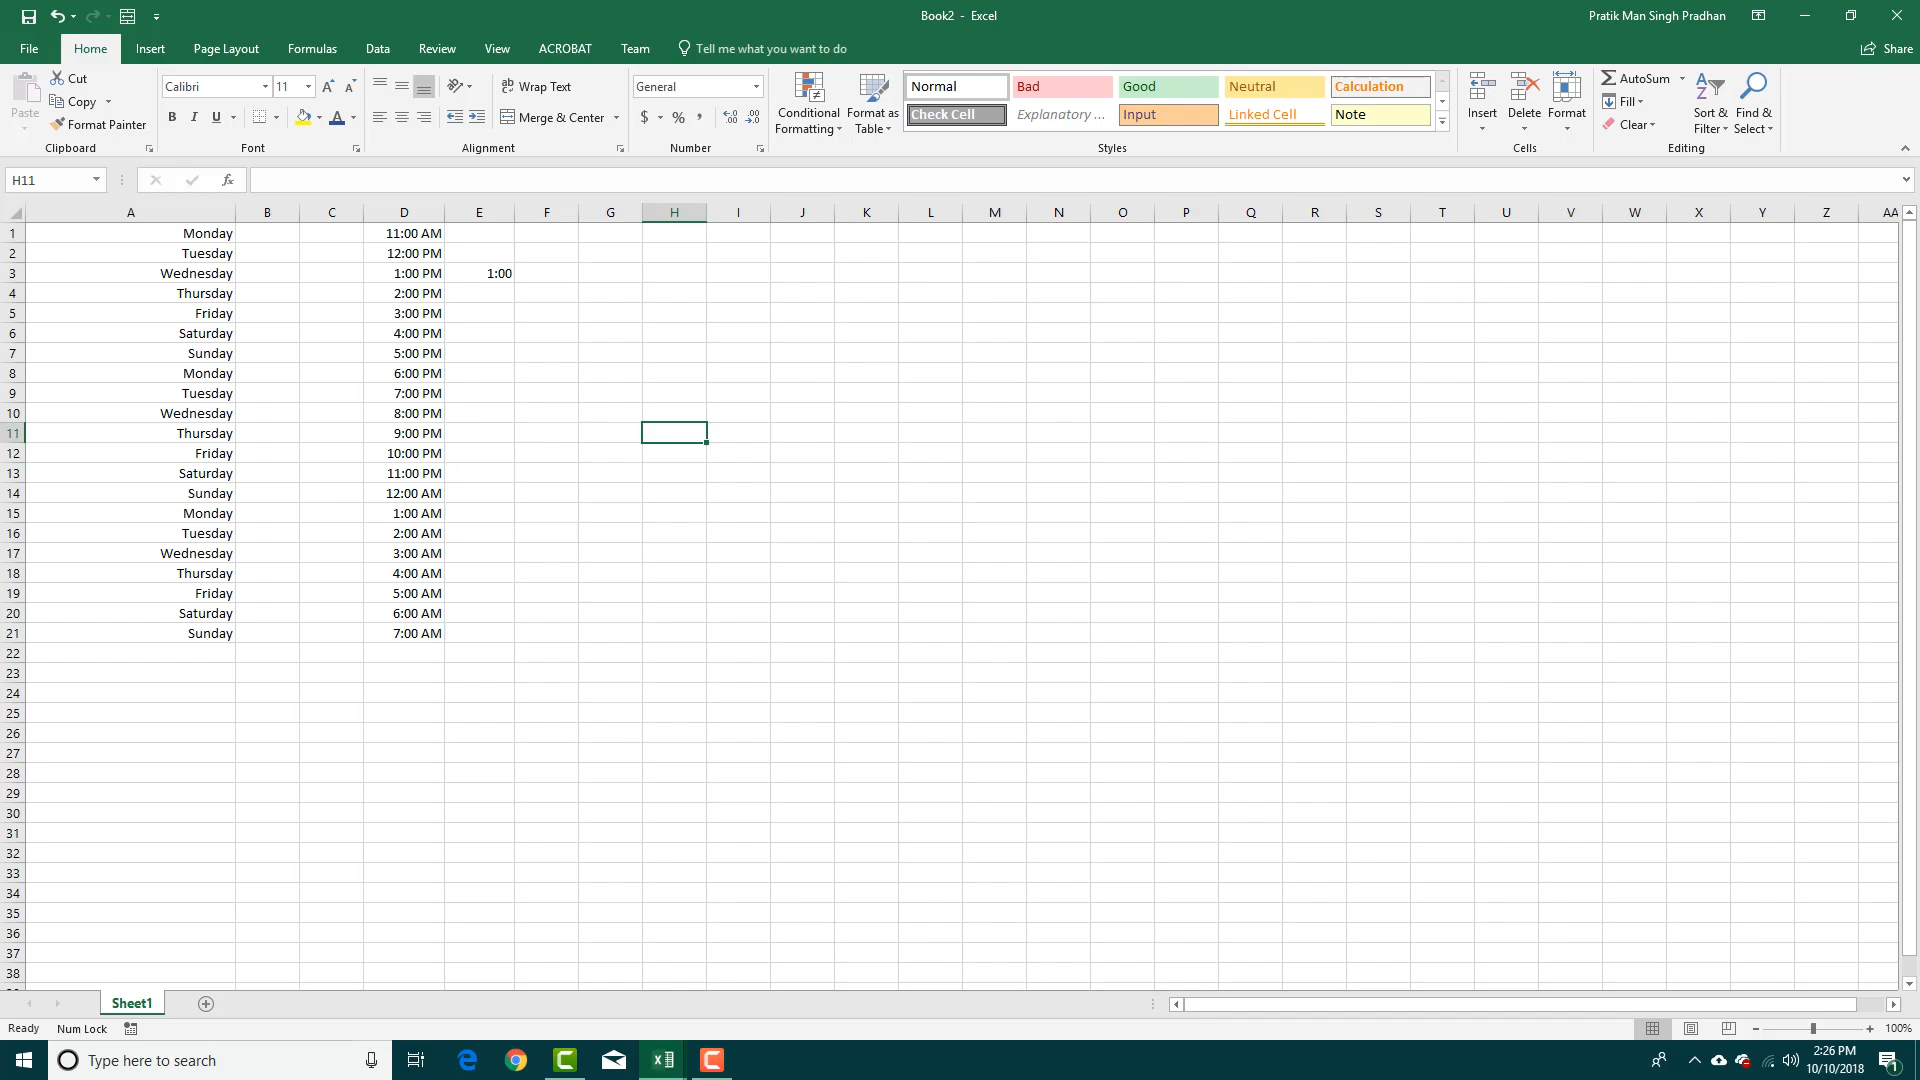 Book2 - Excel
Pratik Man Singh Pradhan
File Home Insert Page Layout Formulas Data Review View ACROBAT Team Tell me what you want to do Share
Paste
Cut
Copy
Format Painter
Clipboard
Calibri 11
B I U
Font
Wrap Text
Merge & Center
Alignment
General
$ % ,
Number
Conditional Formatting
Format as Table
Normal Bad Good Neutral Calculation
Check Cell Explanatory ... Input Linked Cell Note
Styles
Insert Delete Format
Cells
AutoSum
Fill
Clear
Sort & Filter
Find & Select
Editing
H11 fx
A B C D E F G H I J K L M N O P Q R S T U V W X Y Z AA
1 Monday 11:00 AM
2 Tuesday 12:00 PM
3 Wednesday 1:00 PM 1:00
4 Thursday 2:00 PM
5 Friday 3:00 PM
6 Saturday 4:00 PM
7 Sunday 5:00 PM
8 Monday 6:00 PM
9 Tuesday 7:00 PM
10 Wednesday 8:00 PM
11 Thursday 9:00 PM
12 Friday 10:00 PM
13 Saturday 11:00 PM
14 Sunday 12:00 AM
15 Monday 1:00 AM
16 Tuesday 2:00 AM
17 Wednesday 3:00 AM
18 Thursday 4:00 AM
19 Friday 5:00 AM
20 Saturday 6:00 AM
21 Sunday 7:00 AM
22
23
24
25
26
27
28
29
30
31
32
33
34
35
36
37
38
Sheet1
Ready Num Lock 100%
Type here to search
2:26 PM
10/10/2018
1